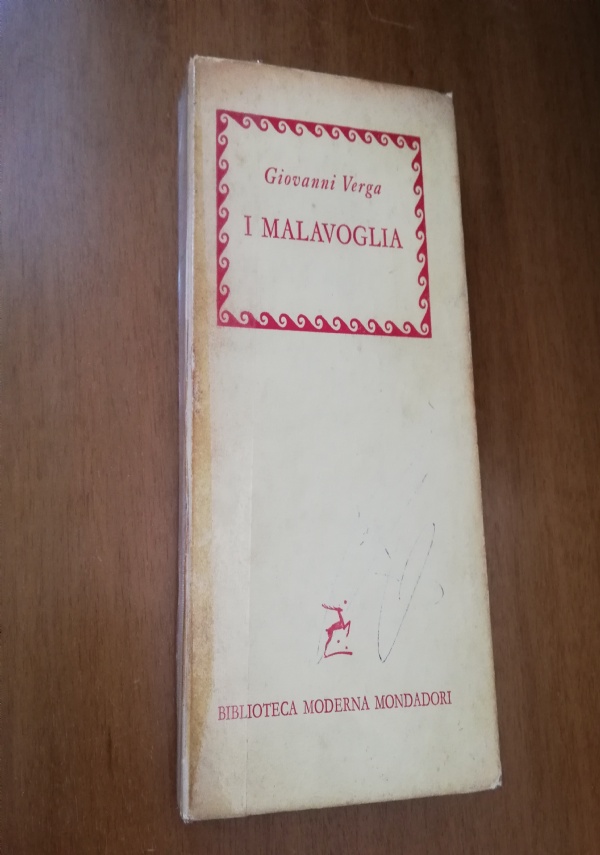 Giovanni Verga
I MALAVOGLIA
BIBLIOTECA MODERNA MONDADORI